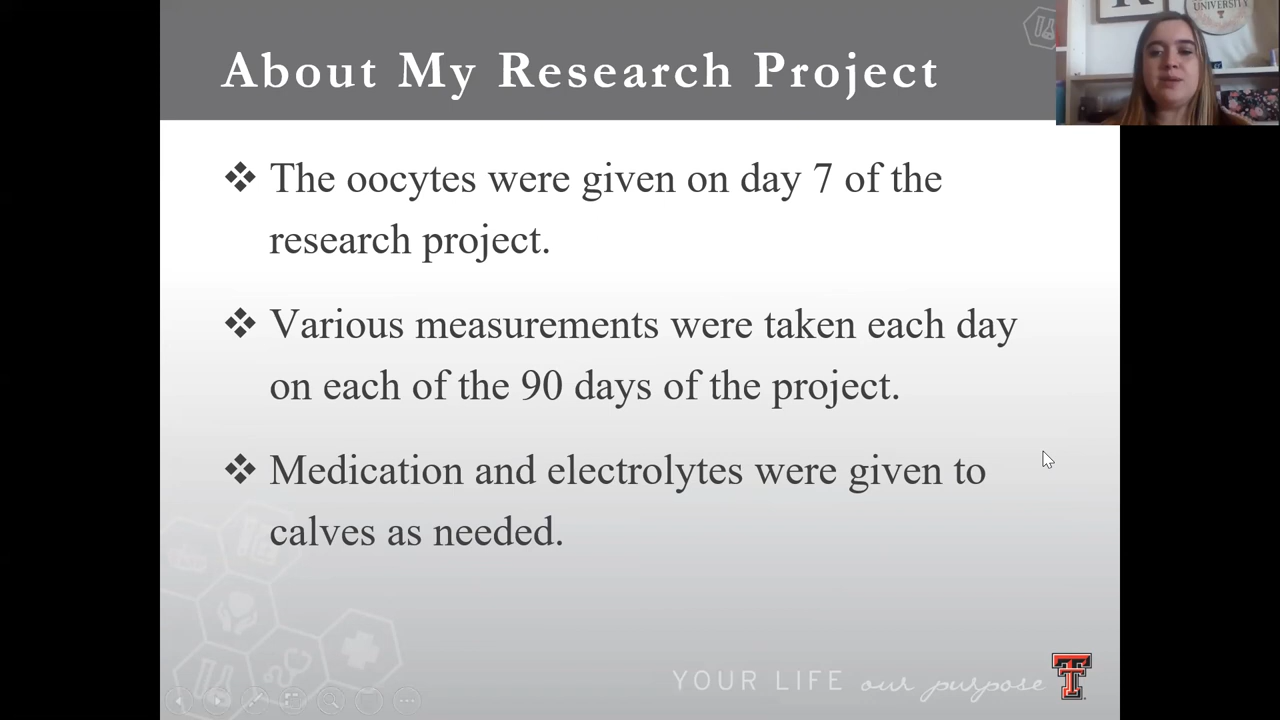 About My Research Project
UNIVERSITY
❖ The oocytes were given on day 7 of the
research project.
❖ Various measurements were taken each day
on each of the 90 days of the project.
❖ Medication and electrolytes were given to
calves as needed.
YOUR LIFE our purpose